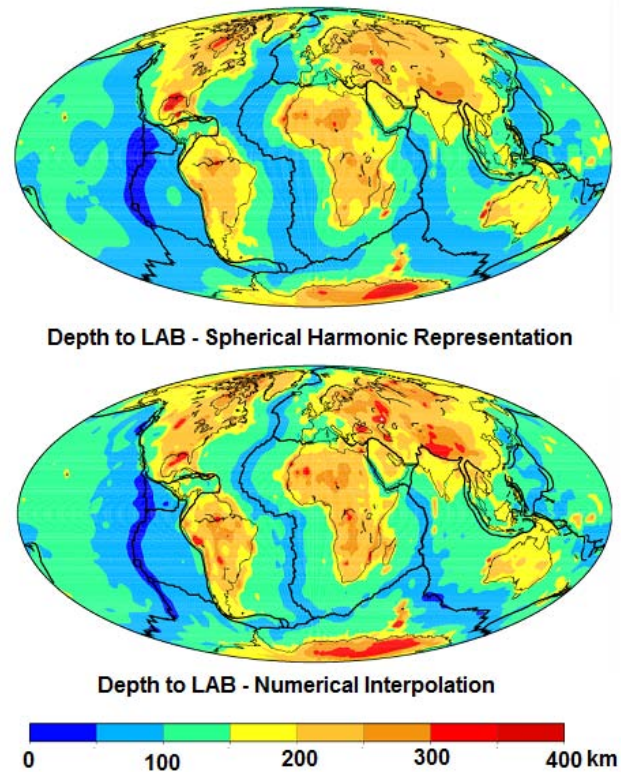 Depth to LAB - Spherical Harmonic Representation
Depth to LAB - Numerical Interpolation
0 100 200 300 400 km